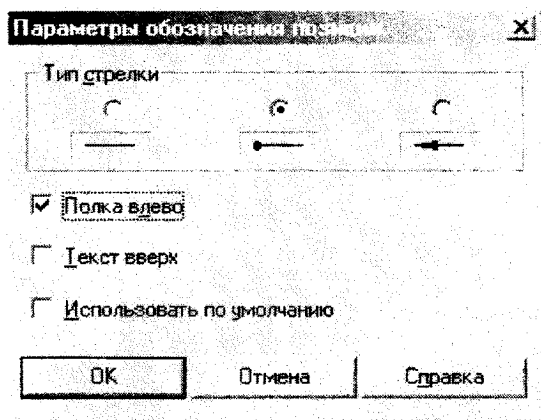 Параметры обозначения
Тип стрелки
Полка влево
Текст вверх
Использовать по умолчанию
OK Отмена Справка